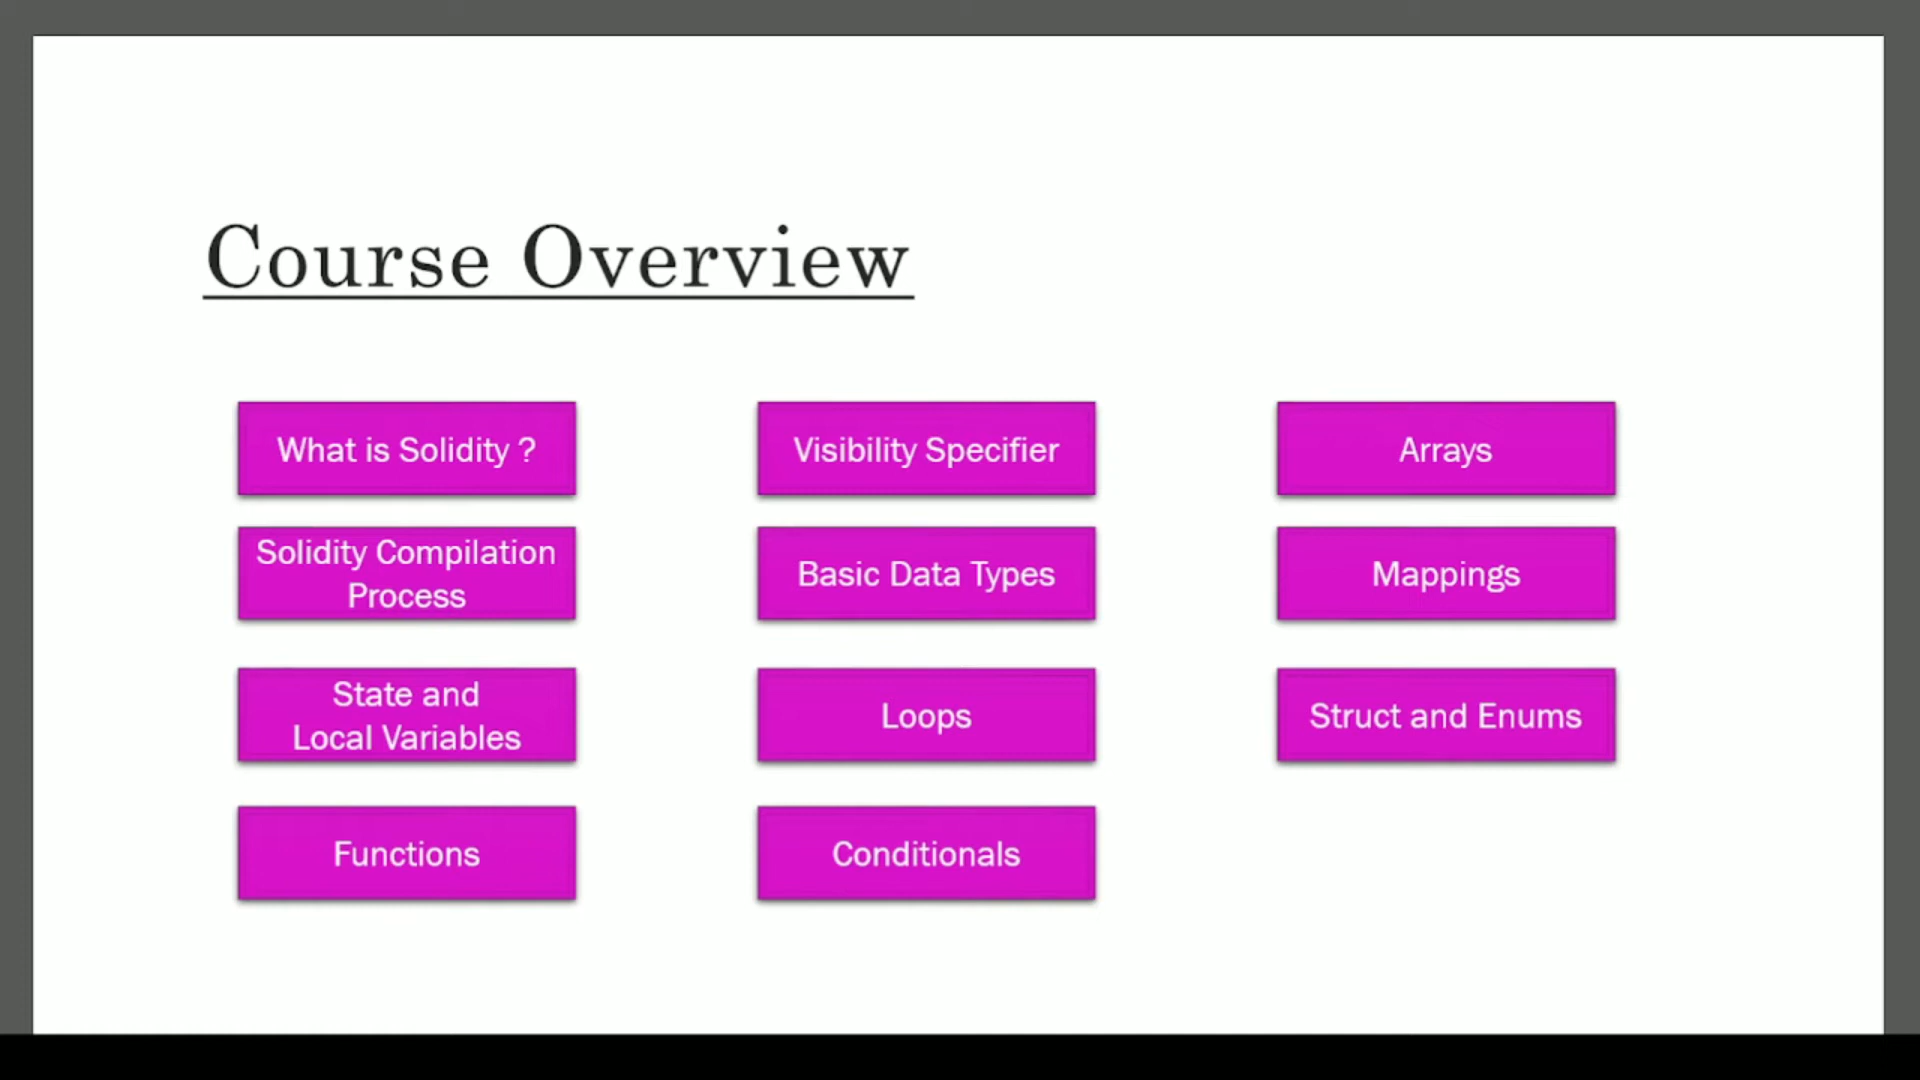 Course Overview
What is Solidity ?
Solidity Compilation
Process
State and
Local Variables
Functions
Visibility Specifier
Basic Data Types
Loops
Conditionals
Arrays
Mappings
Struct and Enums